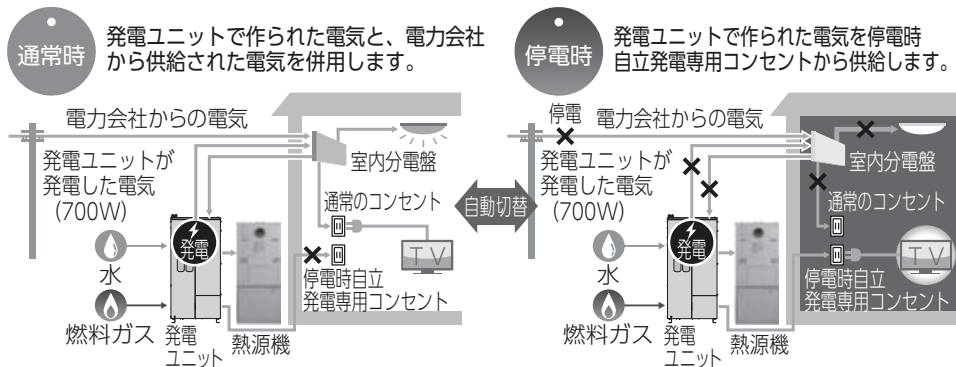 通常時
発電ユニットで作られた電気と、電力会社
から供給された電気を併用します。
電力会社からの電気
発電ユニットが
発電した電気
(700W)
室内分電盤
通常のコンセント
発電
TV
水
停電時自立
発電専用コンセント
燃料ガス
発電
ユニット
熱源機
自動切替
停電時
発電ユニットで作られた電気を停電時
自立発電専用コンセントから供給します。
停電
電力会社からの電気
発電ユニットが
発電した電気
(700W)
室内分電盤
通常のコンセント
発電
TV
水
停電時自立
発電専用コンセント
燃料ガス
発電
ユニット
熱源機